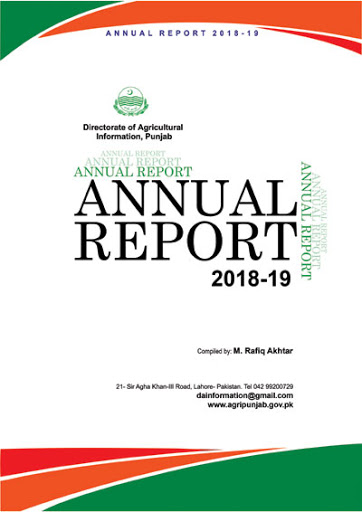 ANNUAL REPORT 2018-19
Directorate of Agricultural
Information, Punjab
ANNUAL REPORT
ANNUAL REPORT
ANNUAL REPORT
ANNUAL
REPORT
2018-19
ANNUAL REPORT
ANNUAL REPORT
ANNUAL REPORT
Compiled by: M. Rafiq Akhtar
21- Sir Agha Khan-III Road, Lahore- Pakistan. Tel 042 99200729
dainformation@gmail.com
www.agripunjab.gov.pk